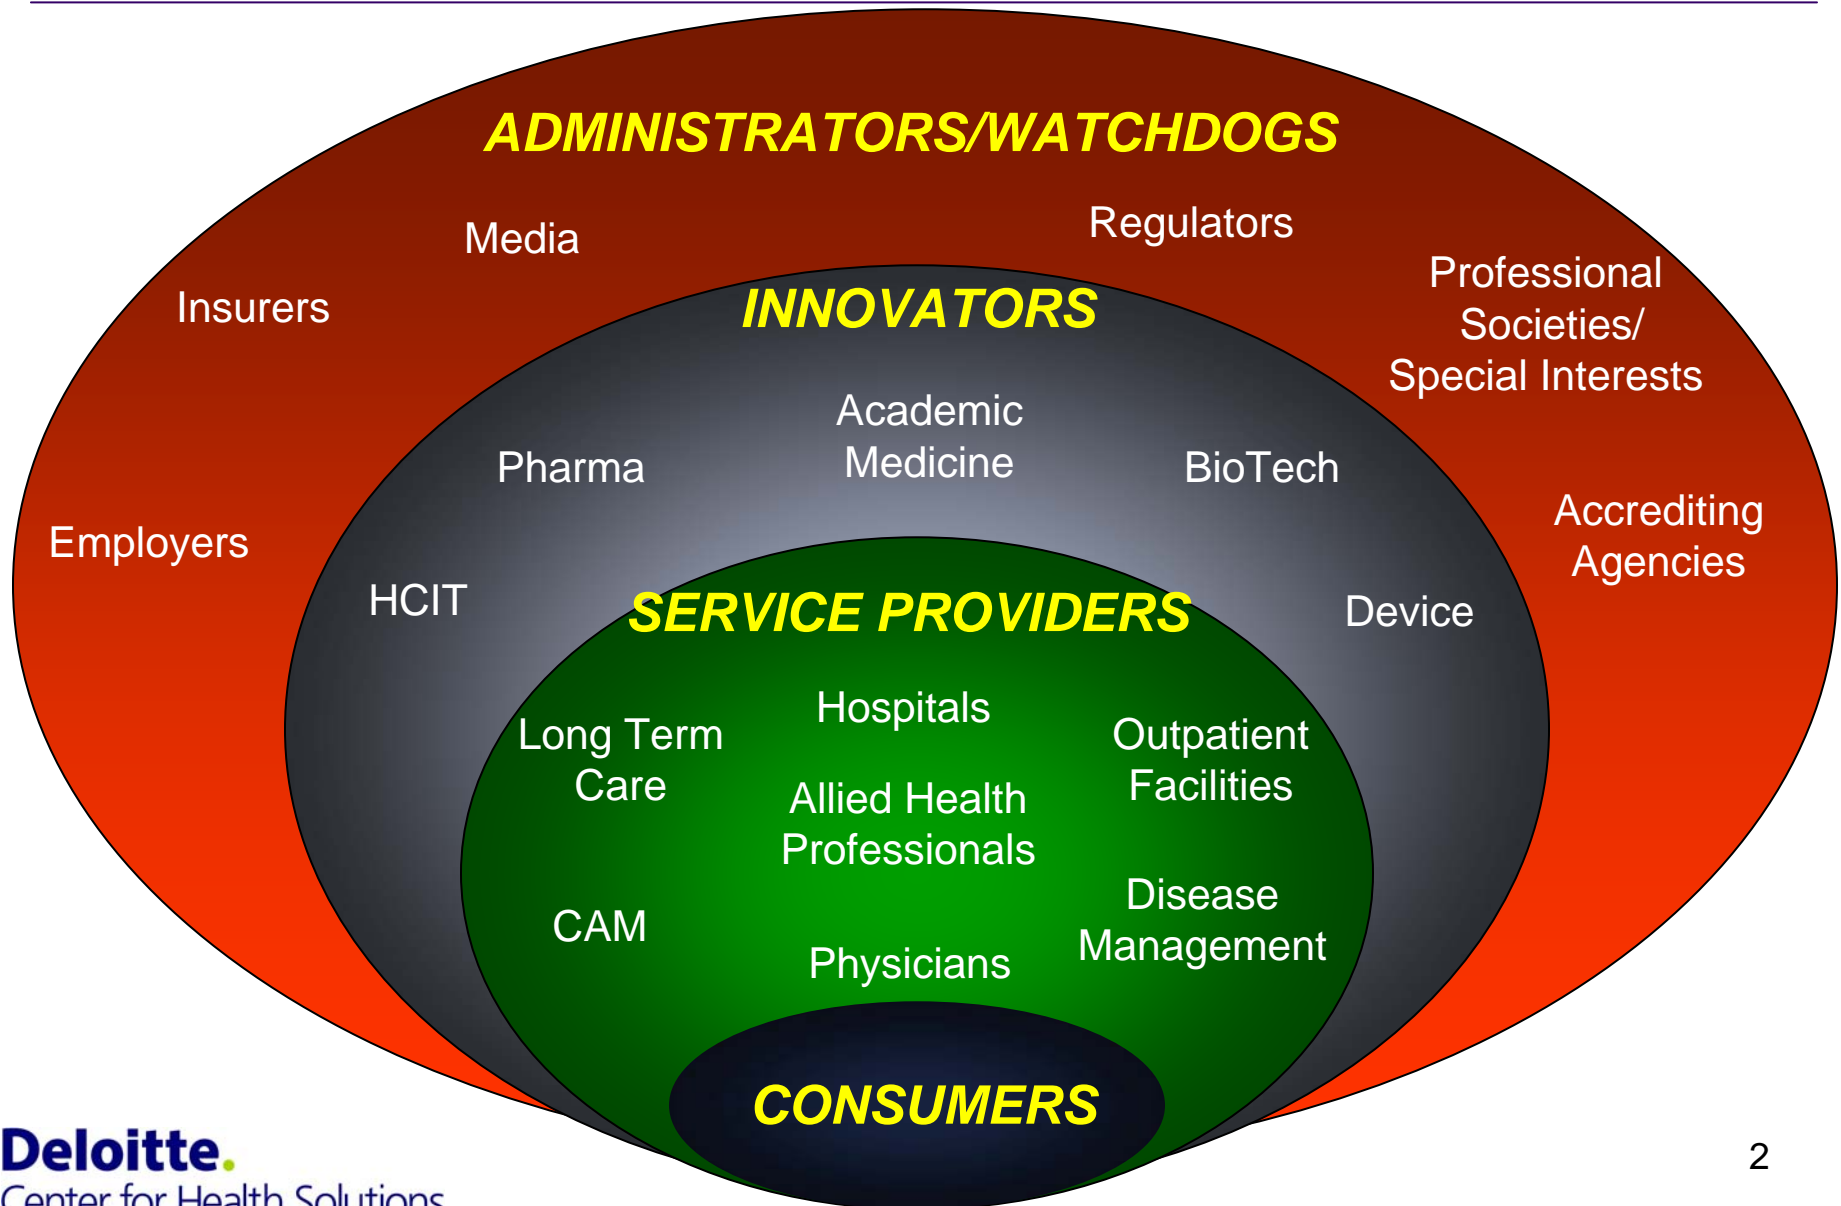 ADMINISTRATORS/WATCHDOGS
Media
Regulators
Insurers
Professional
Societies/
Special Interests
Employers
Accrediting
Agencies
INNOVATORS
Academic
Medicine
Pharma
BioTech
HCIT
Device
SERVICE PROVIDERS
Hospitals
Long Term
Care
Outpatient
Facilities
Allied Health
Professionals
CAM
Disease
Management
Physicians
CONSUMERS
Deloitte.
Center for Health Solutions
2